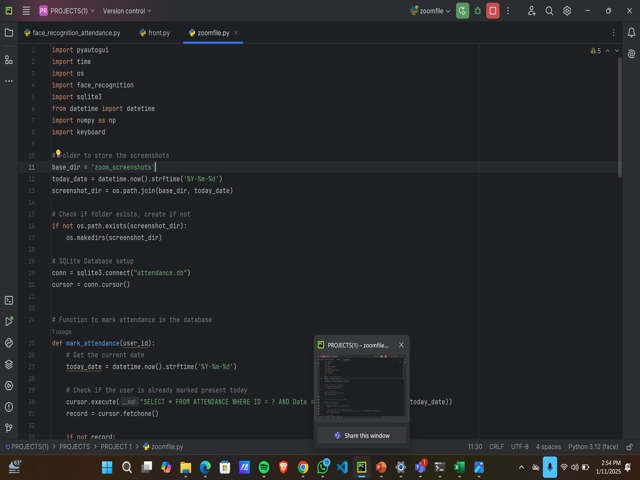 PR PROJECTS(1) Version control zoomfile
face_recognition_attendance.py front.py zoomfile.py
5
1 import pyautogui
2 import time
3 import os
4 import face_recognition
5 import sqlite3
6 from datetime import datetime
7 import numpy as np
8 import keyboard
9
10 # Folder to store the screenshots
11 base_dir = 'zoom_screenshots'
12 today_date = datetime.now().strftime('%Y-%m-%d')
13 screenshot_dir = os.path.join(base_dir, today_date)
14
15 # Check if folder exists, create if not
16 if not os.path.exists(screenshot_dir):
17 os.makedirs(screenshot_dir)
18
19 # SQLite Database setup
20 conn = sqlite3.connect("attendance.db")
21 cursor = conn.cursor()
22
23
24 # Function to mark attendance in the database
1 usage
25 def mark_attendance(user_id):
26 # Get the current date
27 today_date = datetime.now().strftime('%Y-%m-%d')
28
29 # Check if the user is already marked present today
30 cursor.execute( __sql: "SELECT * FROM ATTENDANCE WHERE ID = ? AND Date = today_date))
31 record = cursor.fetchone()
if not record:
PROJECTS(1) – zoomfile...
Share this window
PROJECTS(1) > PROJECTS > PROJECT 1 > zoomfile.py 11:30 CRLF UTF-8 4 spaces Python 3.12 (face)
2:54 PM
1/11/2025